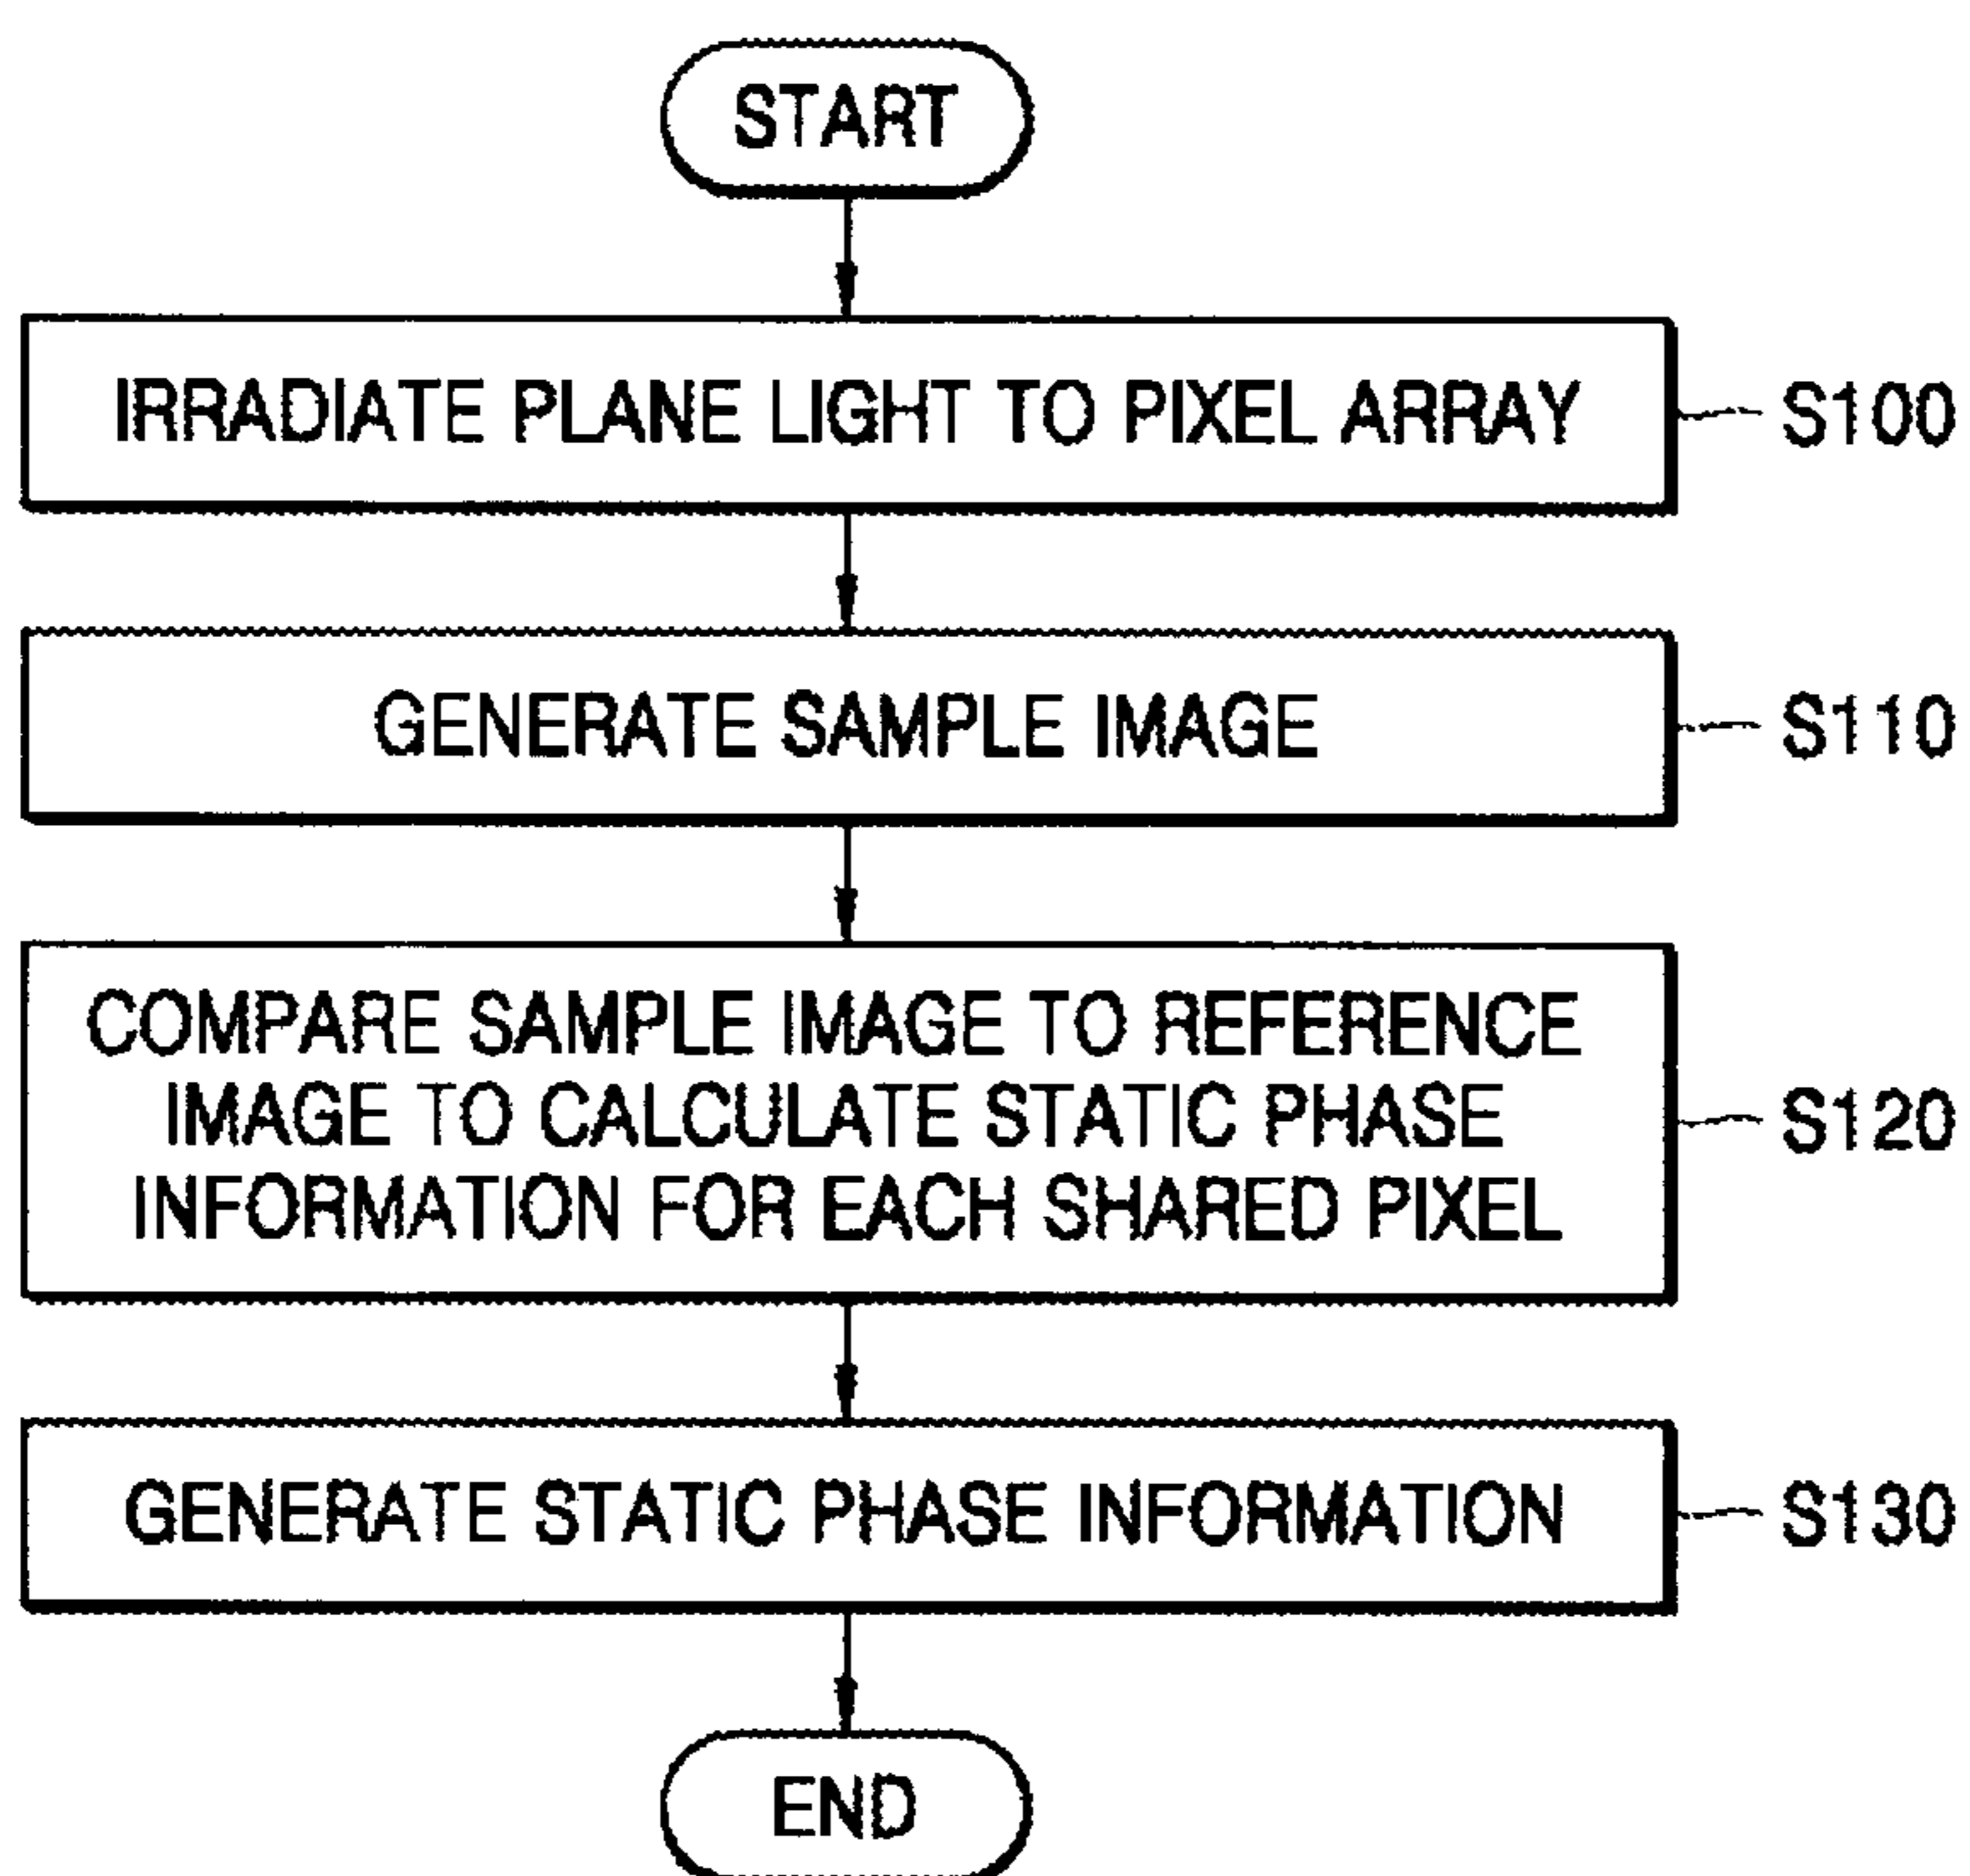 START
IRRADIATE PLANE LIGHT TO PIXEL ARRAY
S100
GENERATE SAMPLE IMAGE
S110
COMPARE SAMPLE IMAGE TO REFERENCE
IMAGE TO CALCULATE STATIC PHASE
INFORMATION FOR EACH SHARED PIXEL
S120
GENERATE STATIC PHASE INFORMATION
S130
END